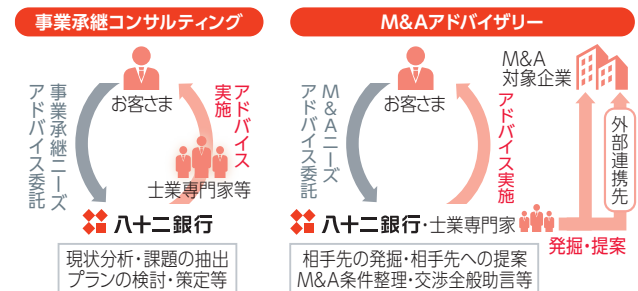 事業承継コンサルティング
お客さま
事業承継ニーズ
アドバイス委託
アドバイス
実施
士業専門家等
八十二銀行
現状分析・課題の抽出
プランの検討・策定等
M&Aアドバイザリー
M&A
対象企業
お客さま
M&Aニーズ
アドバイス委託
アドバイス実施
外部連携先
八十二銀行・士業専門家
発掘・提案
相手先の発掘・相手先への提案
M&A条件整理・交渉全般助言等